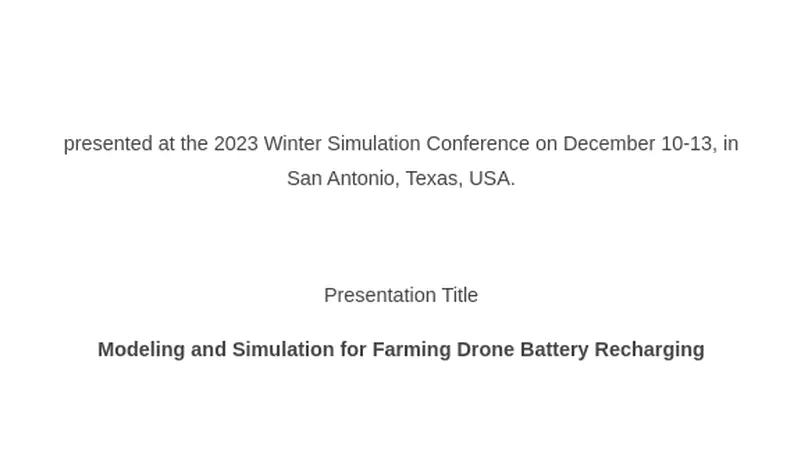 presented at the 2023 Winter Simulation Conference on December 10-13, in
San Antonio, Texas, USA.
Presentation Title
Modeling and Simulation for Farming Drone Battery Recharging